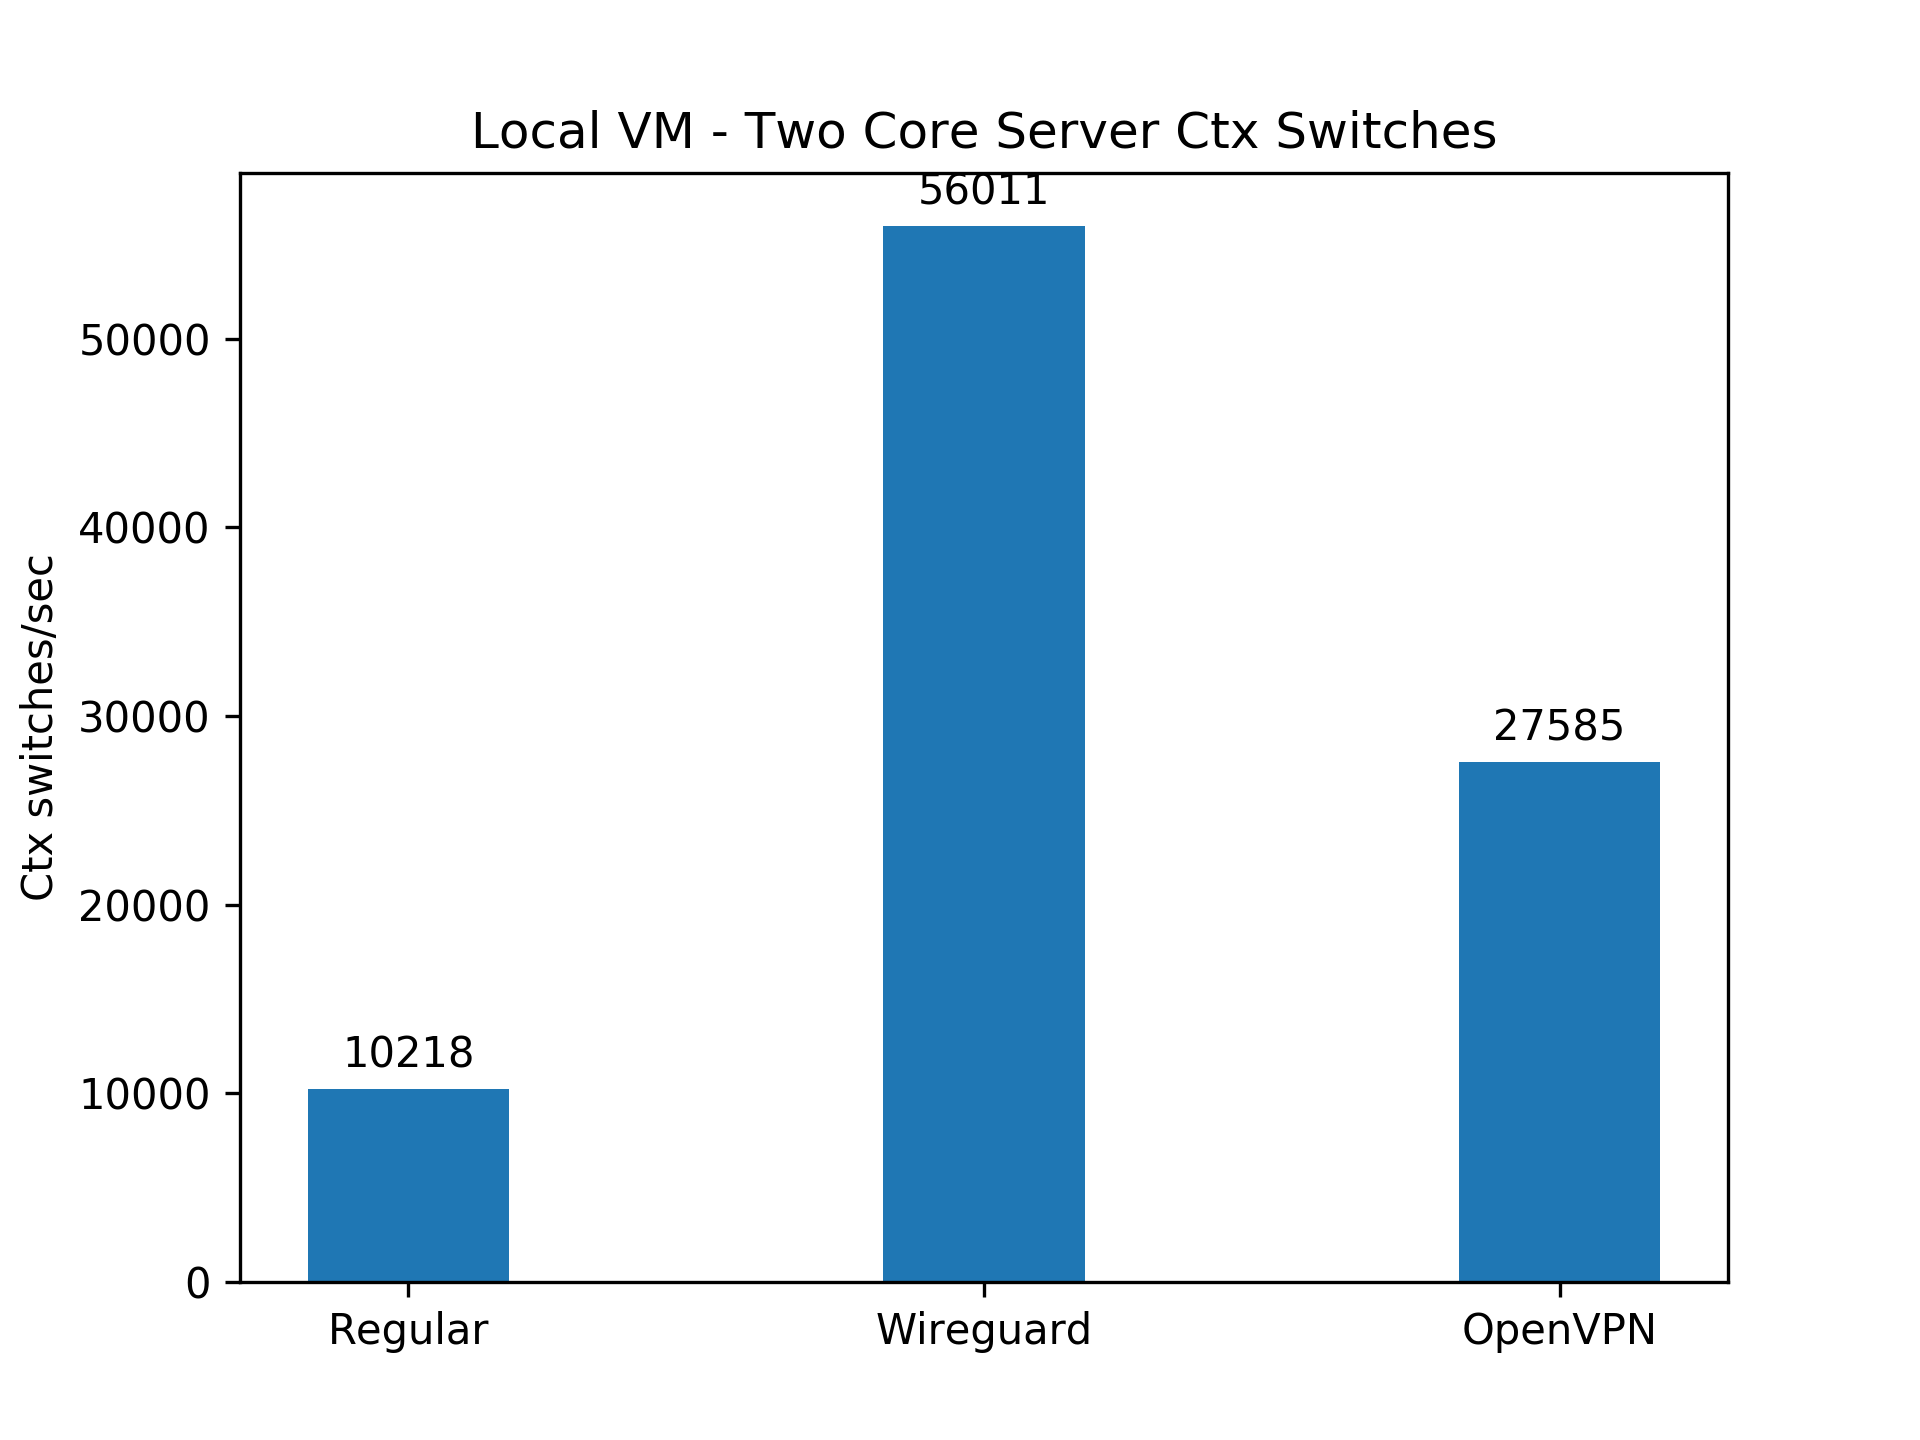 Local VM - Two Core Server Ctx Switches
56011
50000
40000
30000
27585
20000
10218
10000
0
Ctx switches/sec
Regular
Wireguard
OpenVPN